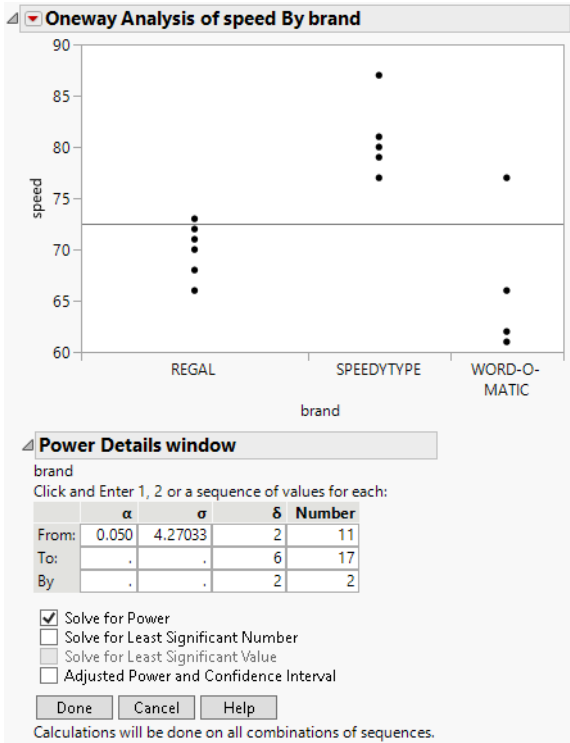 Oneway Analysis of speed By brand
90
85
80
75
70
65
60
speed
REGAL SPEEDYTYPE WORD-O-
MATIC
brand
Power Details window
brand
Click and Enter 1, 2 or a sequence of values for each:
α σ δ Number
From: 0.050 4.27033 2 11
To: . . 6 17
By . . 2 2
Solve for Power
Solve for Least Significant Number
Solve for Least Significant Value
Adjusted Power and Confidence Interval
Done Cancel Help
Calculations will be done on all combinations of sequences.